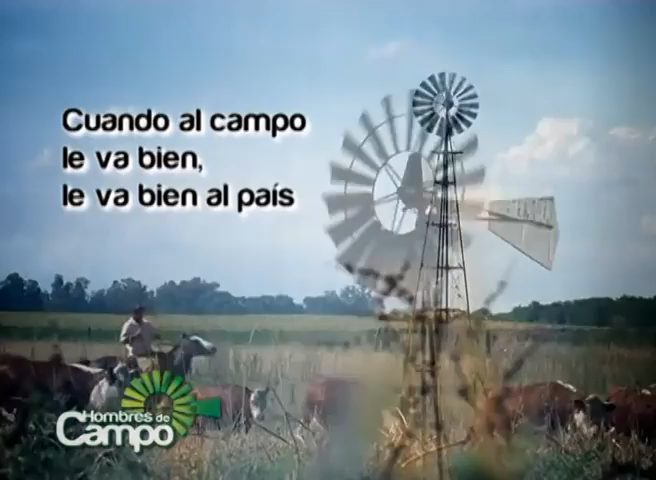 Cuando al campo
le va bien,
le va bien al país
Hombres de
Campo